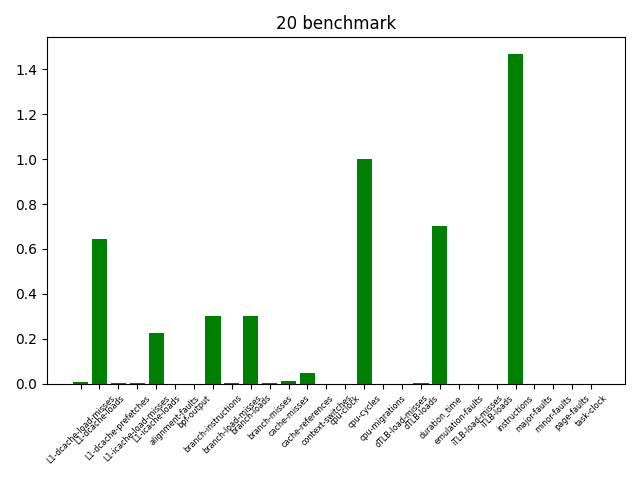 20 benchmark
1.4
1.2
1.0
0.8
0.6
0.4
0.2
0.0
L1-dcache-load-misses
L1-dcache-loads
L1-dcache-prefetches
L1-icache-load-misses
L1-icache-loads
alignment-faults
bpf-output
branch-instructions
branch-load-misses
branch-loads
branch-misses
cache-misses
cache-references
context-switches
cpu-clock
cpu-cycles
cpu-migrations
dTLB-load-misses
dTLB-loads
duration_time
emulation-faults
iTLB-load-misses
iTLB-loads
instructions
major-faults
minor-faults
page-faults
task-clock